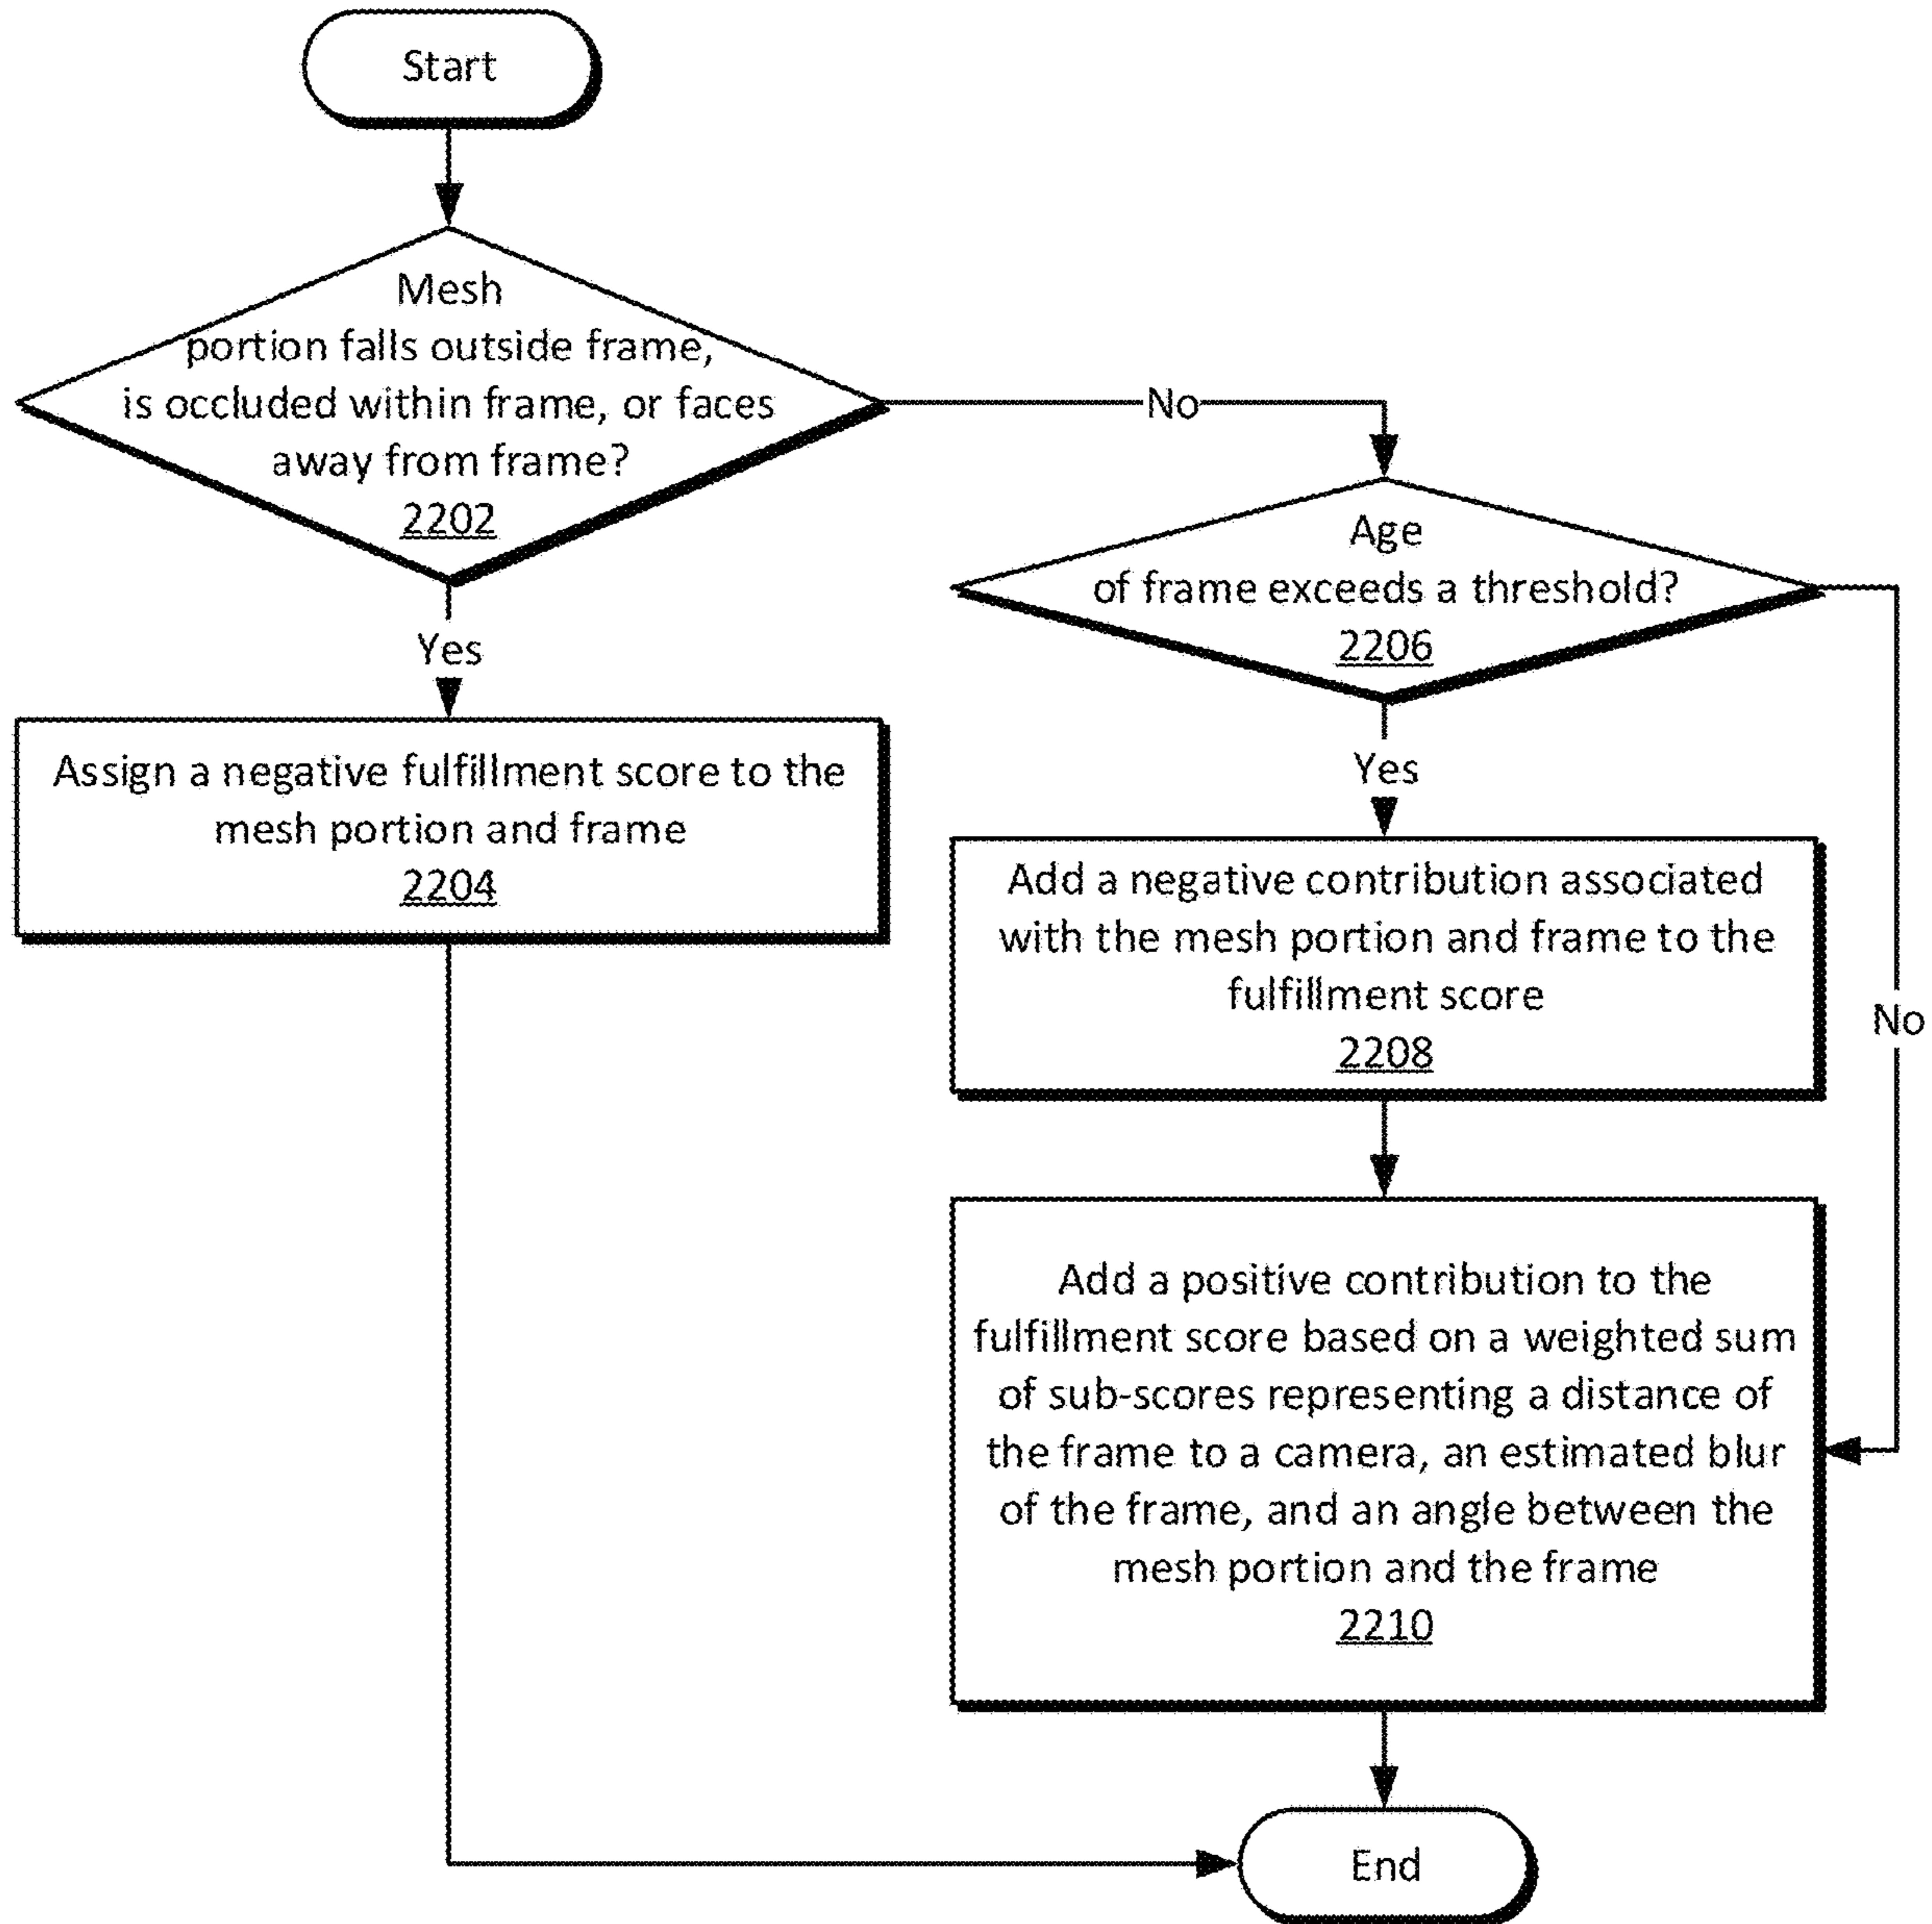 Start
Mesh
portion falls outside frame,
is occluded within frame, or faces
away from frame?
2202
No
Yes
Assign a negative fulfillment score to the
mesh portion and frame
2204
Age
of frame exceeds a threshold?
2206
Yes
No
Add a negative contribution associated
with the mesh portion and frame to the
fulfillment score
2208
Add a positive contribution to the
fulfillment score based on a weighted sum
of sub-scores representing a distance of
the frame to a camera, an estimated blur
of the frame, and an angle between the
mesh portion and the frame
2210
End